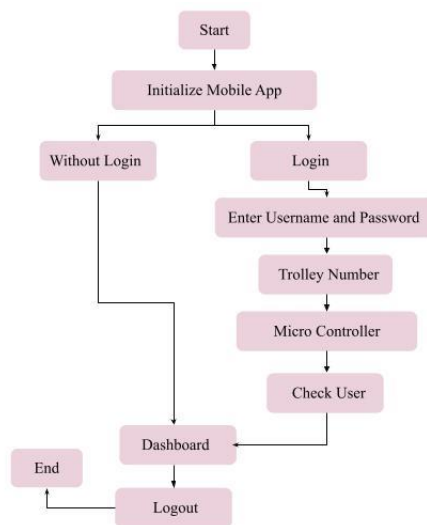 Start
Initialize Mobile App
Without Login
Login
Enter Username and Password
Trolley Number
Micro Controller
Check User
Dashboard
End
Logout